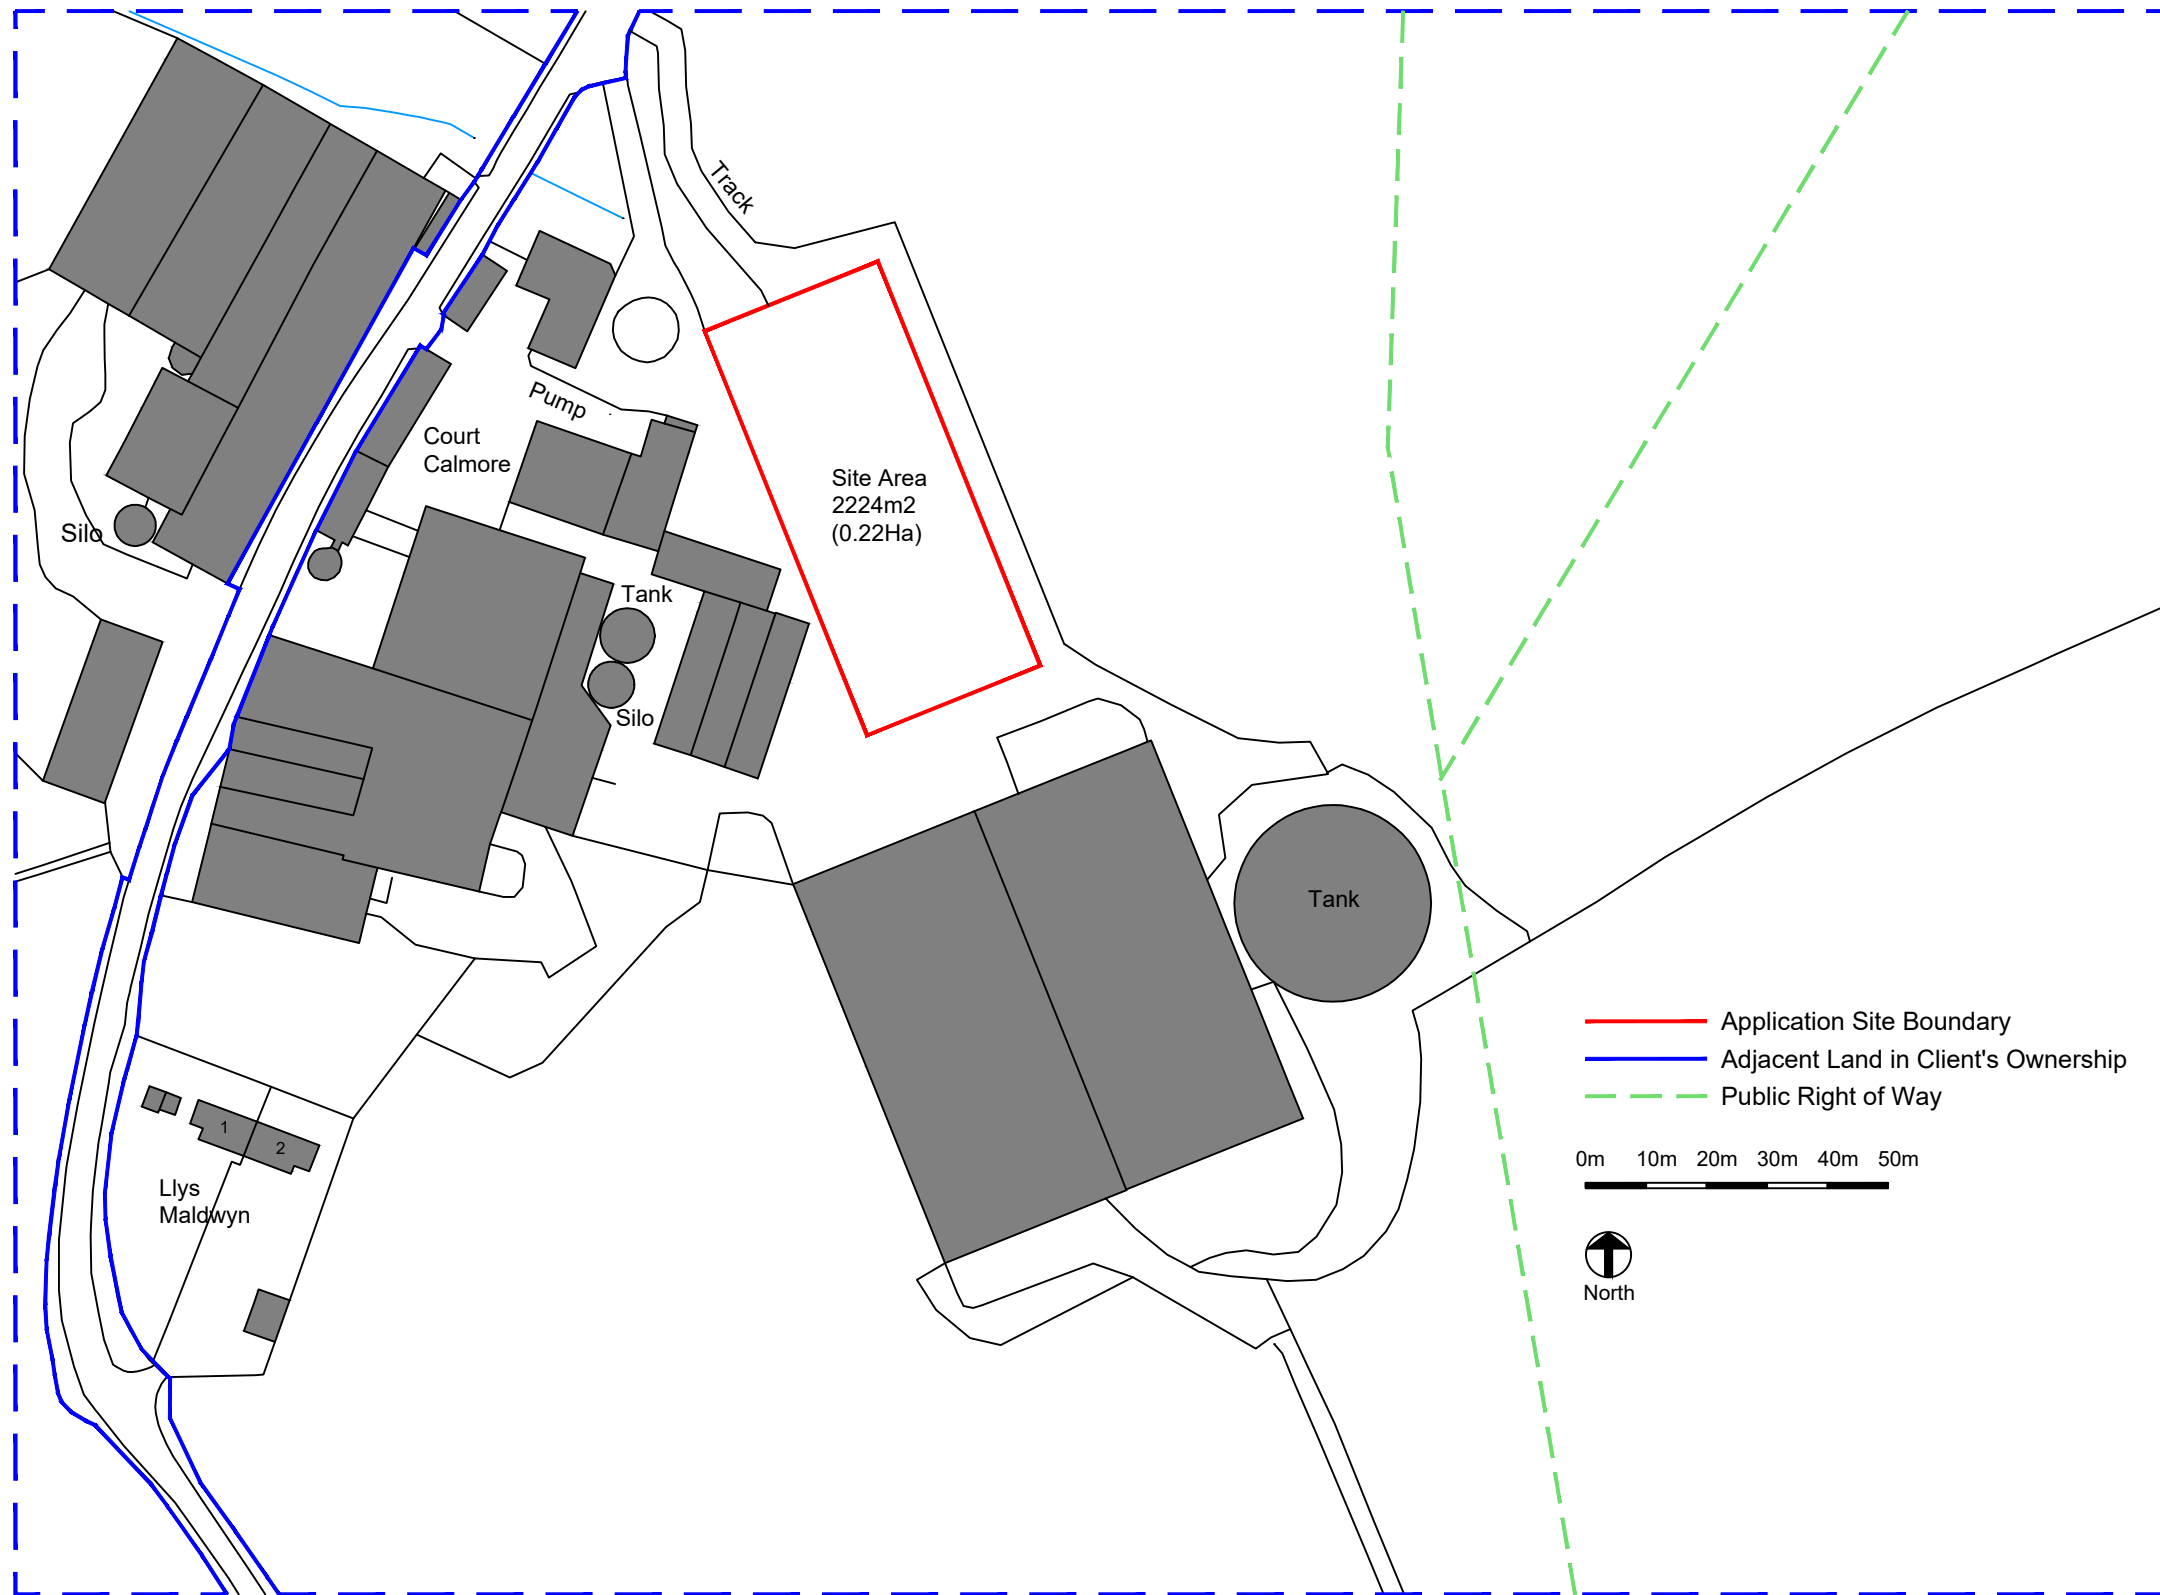 Track
Pump
Court
Calmore
Site Area
2224m2
(0.22Ha)
Silo
Tank
Silo
Tank
Application Site Boundary
Adjacent Land in Client's Ownership
Public Right of Way
1
2
0m 10m 20m 30m 40m 50m
Llys
Maldwyn
North